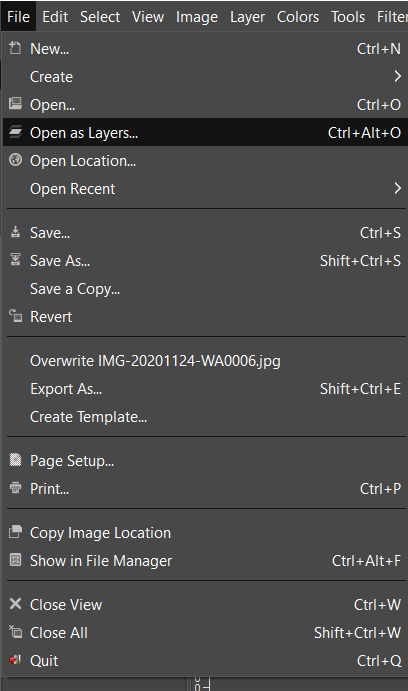 File Edit Select View Image Layer Colors Tools Filter
New... Ctrl+N
Create
Open... Ctrl+O
Open as Layers... Ctrl+Alt+O
Open Location...
Open Recent
Save... Ctrl+S
Save As... Shift+Ctrl+S
Save a Copy...
Revert
Overwrite IMG-20201124-WA0006.jpg
Export As... Shift+Ctrl+E
Create Template...
Page Setup...
Print... Ctrl+P
Copy Image Location
Show in File Manager Ctrl+Alt+F
Close View Ctrl+W
Close All Shift+Ctrl+W
Quit Ctrl+Q